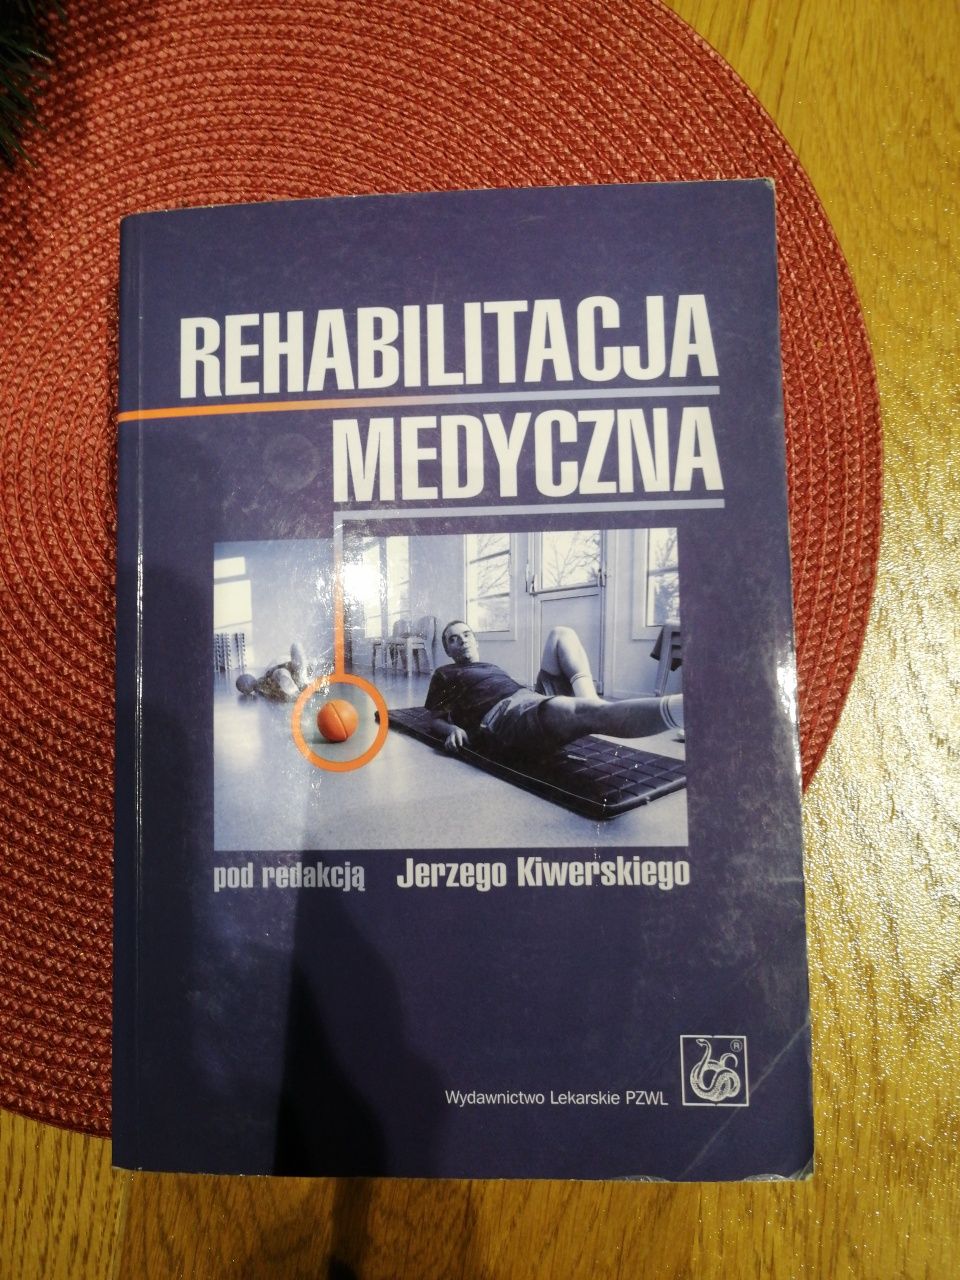 REHABILITACJA
MEDYCZNA
pod redakcją Jerzego Kiwerskiego
Wydawnictwo Lekarskie PZWL
®